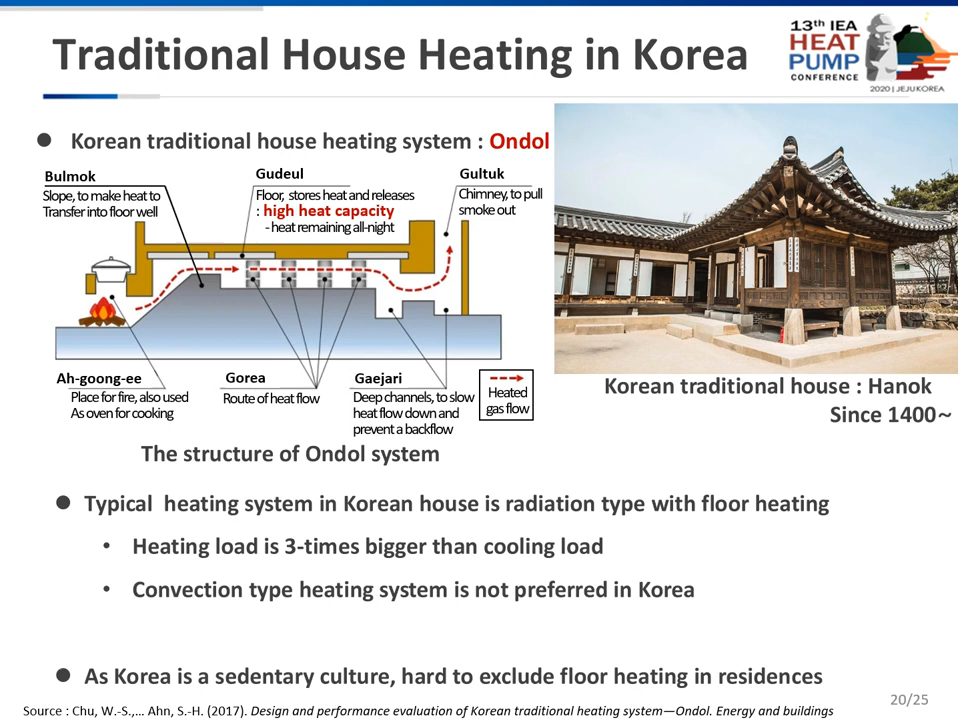 Traditional House Heating in Korea
13th IEA
HEAT
PUMP
CONFERENCE
2020 | JEJU KOREA
● Korean traditional house heating system : Ondol
Bulmok
Slope, to make heat to
Transfer into floor well
Gudeul
Floor, stores heat and releases
: high heat capacity
- heat remaining all-night
Gultuk
Chimney, to pull
smoke out
Ah-goong-ee
Place for fire, also used
As oven for cooking
Gorea
Route of heat flow
Gaejari
Deep channels, to slow
heat flow down and
prevent a backflow
Heated
gas flow
The structure of Ondol system
Korean traditional house : Hanok
Since 1400~
● Typical heating system in Korean house is radiation type with floor heating
• Heating load is 3-times bigger than cooling load
• Convection type heating system is not preferred in Korea
● As Korea is a sedentary culture, hard to exclude floor heating in residences
20/25
Source : Chu, W.-S.,… Ahn, S.-H. (2017). Design and performance evaluation of Korean traditional heating system—Ondol. Energy and buildings